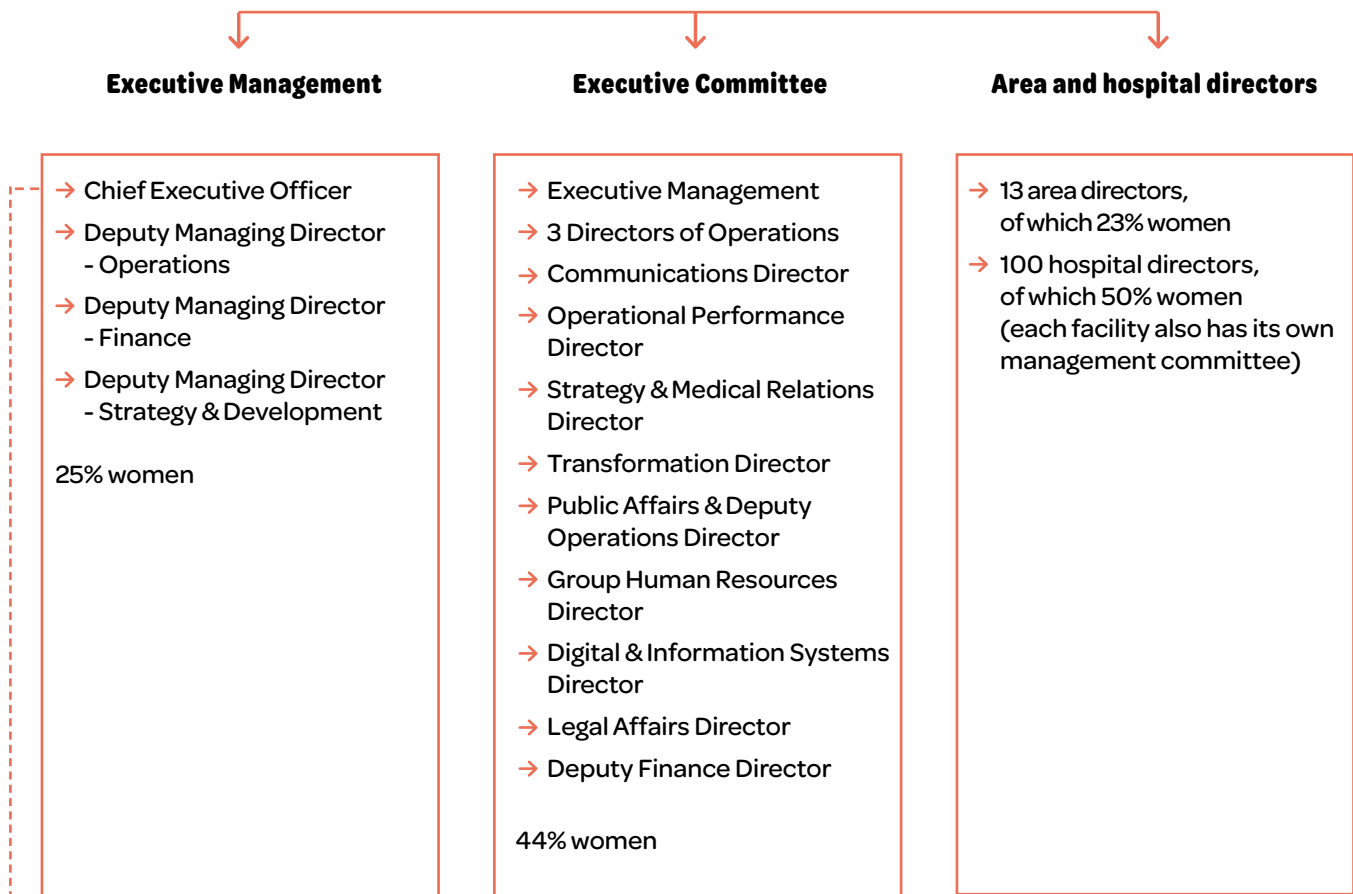 Executive Management
Executive Committee
Area and hospital directors
→ Chief Executive Officer
→ Deputy Managing Director
- Operations
→ Deputy Managing Director
- Finance
→ Deputy Managing Director
- Strategy & Development
25% women
→ Executive Management
→ 3 Directors of Operations
→ Communications Director
→ Operational Performance
Director
→ Strategy & Medical Relations
Director
→ Transformation Director
→ Public Affairs & Deputy
Operations Director
→ Group Human Resources
Director
→ Digital & Information Systems
Director
→ Legal Affairs Director
→ Deputy Finance Director
44% women
→ 13 area directors,
of which 23% women
→ 100 hospital directors,
of which 50% women
(each facility also has its own
management committee)